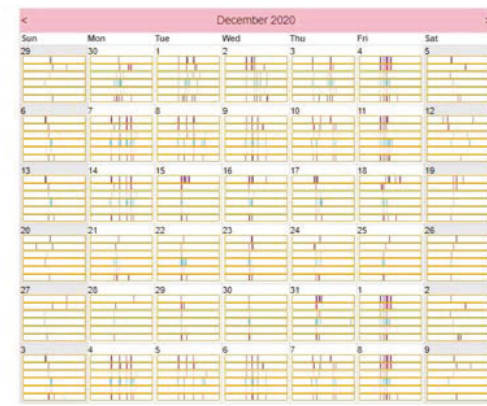 < December 2020
Sun Mon Tue Wed Thu Fri Sat
29 30 1 2 3 4 5
6 7 8 9 10 11 12
13 14 15 16 17 18 19
20 21 22 23 24 25 26
27 28 29 30 31 1 2
3 4 5 6 7 8 9